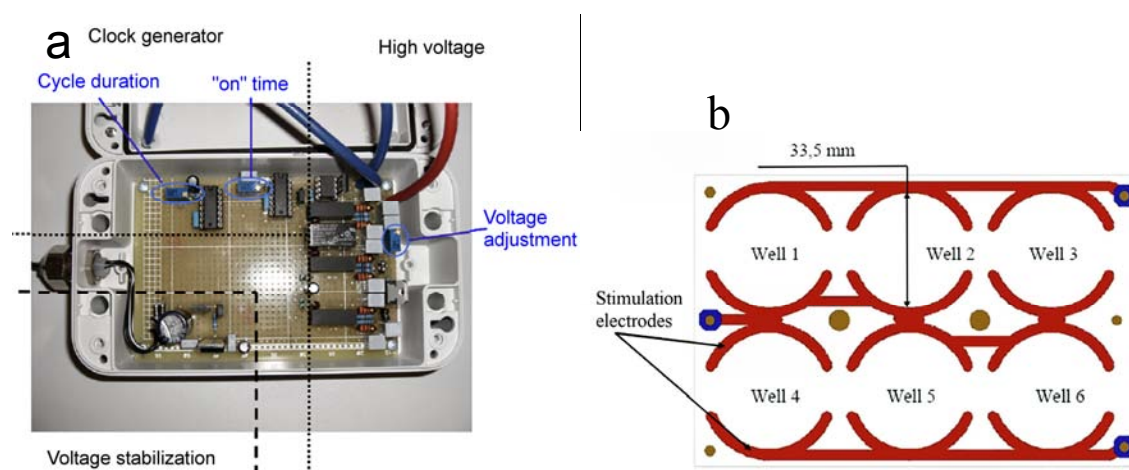 a
Clock generator
High voltage
Cycle duration
"on" time
Voltage
adjustment
Voltage stabilization
b
33,5 mm
Well 1
Well 2
Well 3
Stimulation
electrodes
Well 4
Well 5
Well 6